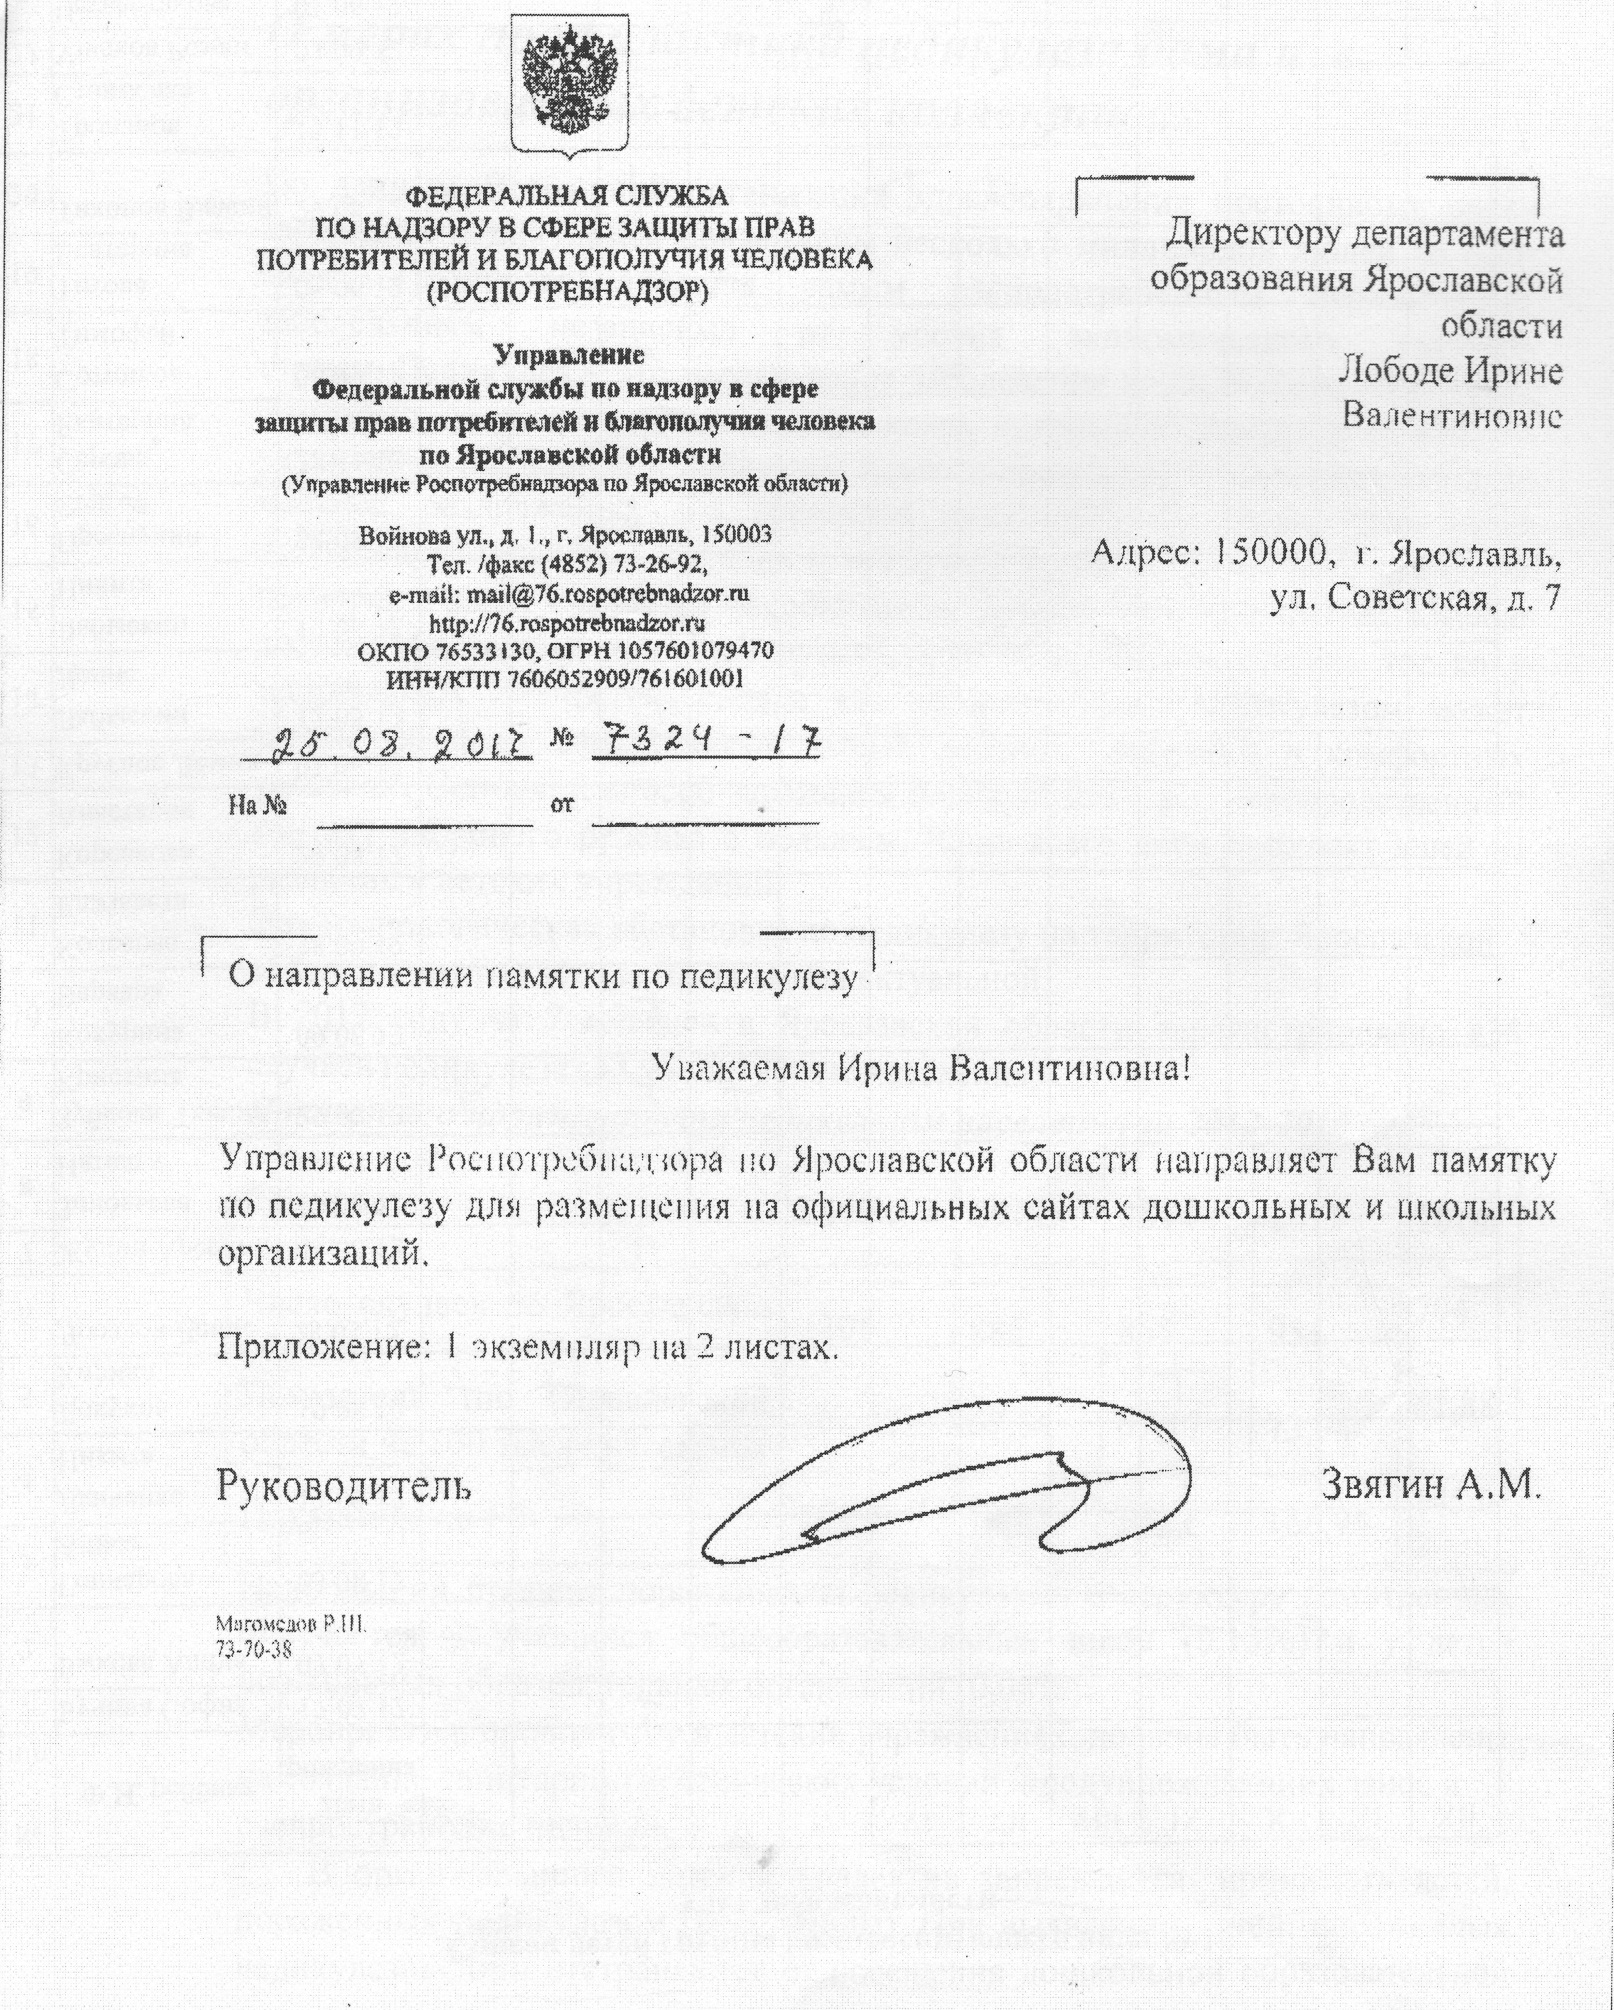 ФЕДЕРАЛЬНАЯ СЛУЖБА
ПО НАДЗОРУ В СФЕРЕ ЗАЩИТЫ ПРАВ
ПОТРЕБИТЕЛЕЙ И БЛАГОПОЛУЧИЯ ЧЕЛОВЕКА
(РОСПОТРЕБНАДЗОР)
Управление
Федеральной службы по надзору в сфере
защиты прав потребителей и благополучия человека
по Ярославской области
(Управление Роспотребнадзора по Ярославской области)
Войнова ул., д. 1., г. Ярославль, 150003
Тел. /факс (4852) 73-26-92,
e-mail: mail@76.rospotrebnadzor.ru
http://76.rospotrebnadzor.ru
ОКПО 76533130, ОГРН 1057601079470
ИНН/КПП 7606052909/761601001
25.08.2017 № 7324-17
На № от
Директору департамента
образования Ярославской
области
Лободе Ирине
Валентиновне
Адрес: 150000, г. Ярославль,
ул. Советская, д. 7
О направлении памятки по педикулезу
Уважаемая Ирина Валентиновна!
Управление Роспотребнадзора по Ярославской области направляет Вам памятку
по педикулезу для размещения на официальных сайтах дошкольных и школьных
организаций.
Приложение: 1 экземпляр на 2 листах.
Руководитель Звягин А.М.
Магомедов Р.Ш.
73-70-38